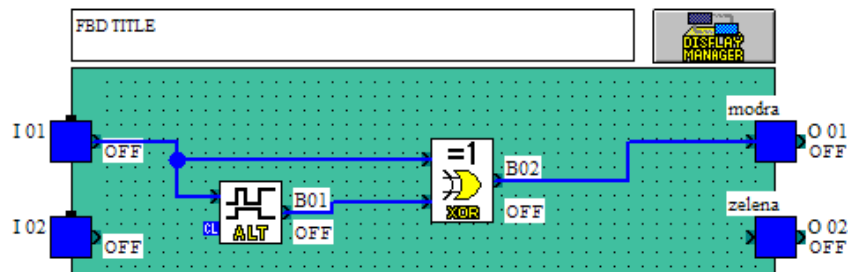 FBD TITLE
DISPLAY
MANAGER
modra
I 01
OFF
=1
XOR
B02
OFF
O 01
OFF
B01
CL
ALT
OFF
zelena
I 02
OFF
O 02
OFF